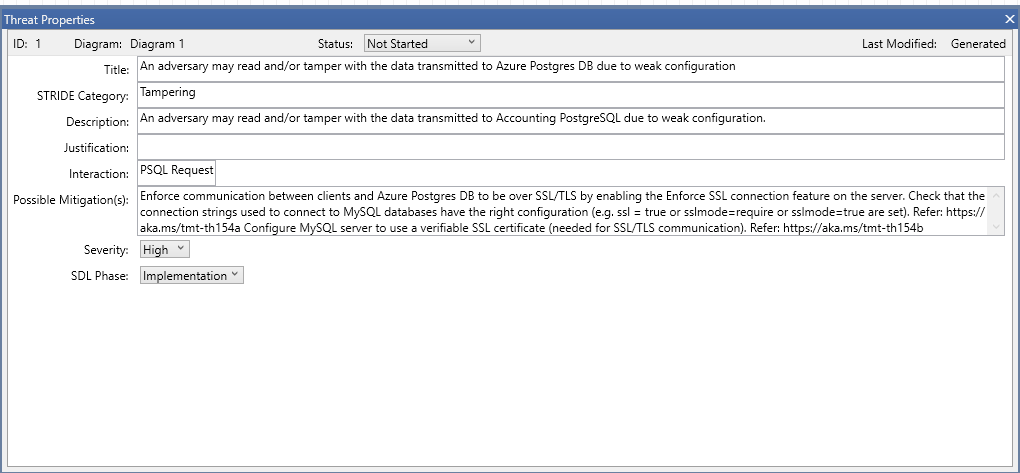 Threat Properties
ID: 1 Diagram: Diagram 1 Status: Not Started Last Modified: Generated
Title: An adversary may read and/or tamper with the data transmitted to Azure Postgres DB due to weak configuration
STRIDE Category: Tampering
Description: An adversary may read and/or tamper with the data transmitted to Accounting PostgreSQL due to weak configuration.
Justification:
Interaction: PSQL Request
Possible Mitigation(s): Enforce communication between clients and Azure Postgres DB to be over SSL/TLS by enabling the Enforce SSL connection feature on the server. Check that the
connection strings used to connect to MySQL databases have the right configuration (e.g. ssl = true or sslmode=require or sslmode=true are set). Refer: https://
aka.ms/tmt-th154a Configure MySQL server to use a verifiable SSL certificate (needed for SSL/TLS communication). Refer: https://aka.ms/tmt-th154b
Severity: High
SDL Phase: Implementation